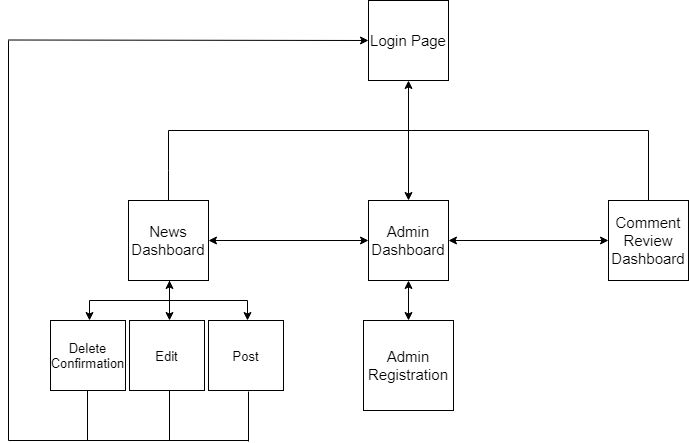 Login Page
News
Dashboard
Admin
Dashboard
Comment
Review
Dashboard
Delete
Confirmation
Edit
Post
Admin
Registration